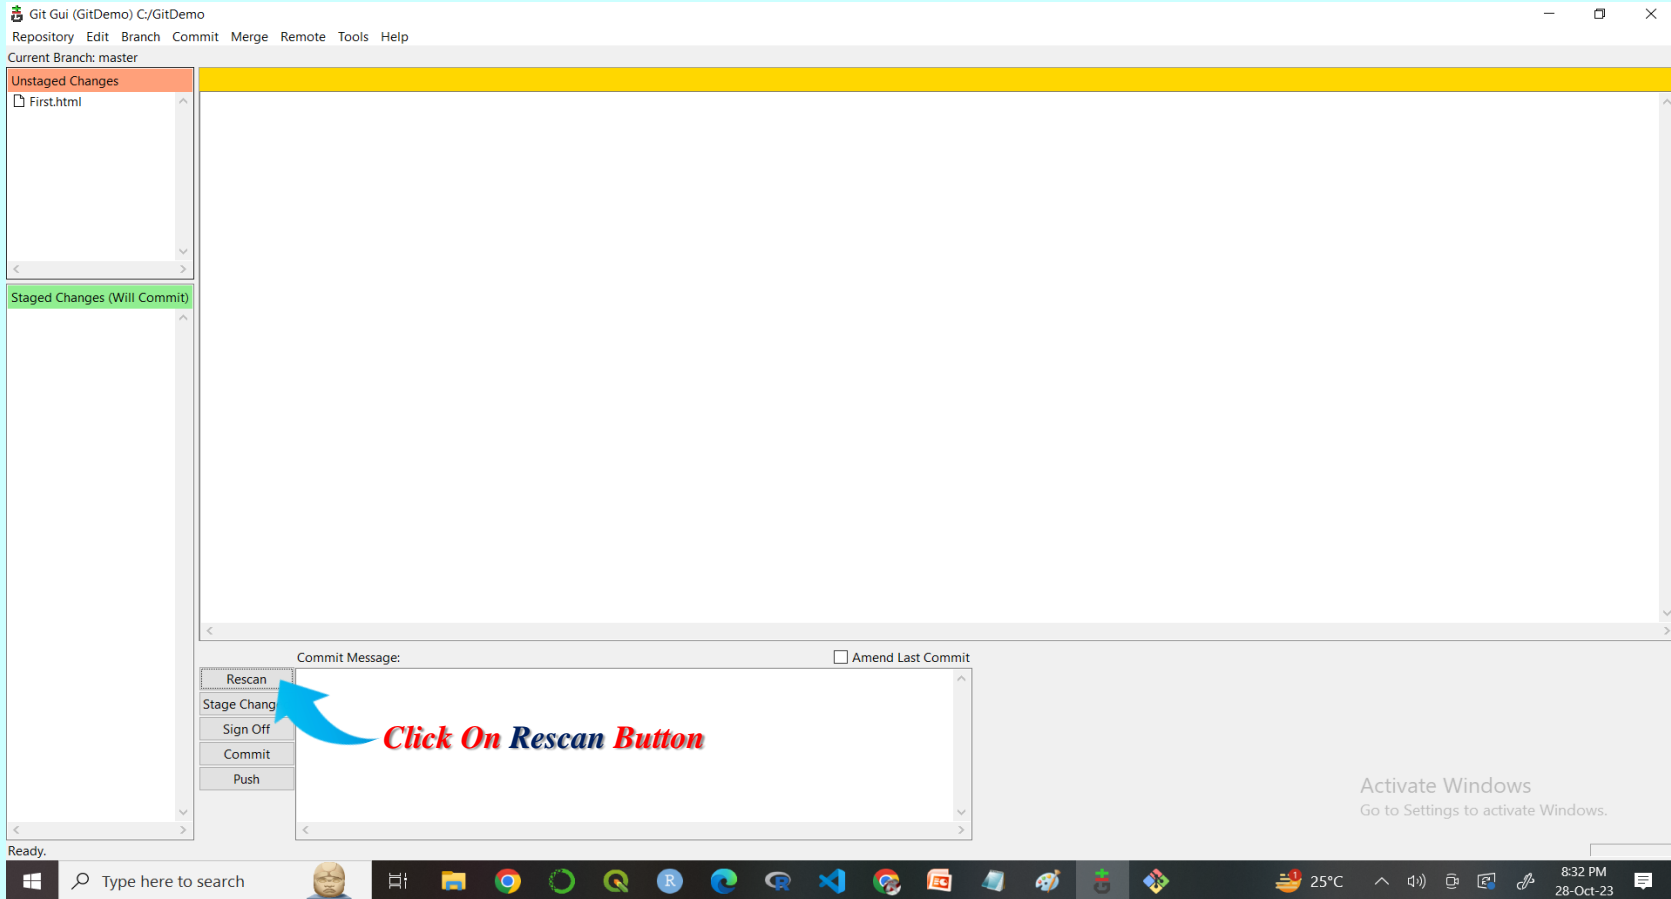 Git Gui (GitDemo) C:/GitDemo
Repository Edit Branch Commit Merge Remote Tools Help
Current Branch: master
Unstaged Changes
First.html
Staged Changes (Will Commit)
Commit Message:
Amend Last Commit
Rescan
Stage Chang
Sign Off
Commit
Push
Click On Rescan Button
Activate Windows
Go to Settings to activate Windows.
Ready.
Type here to search
1
25°C
8:32 PM
28-Oct-23